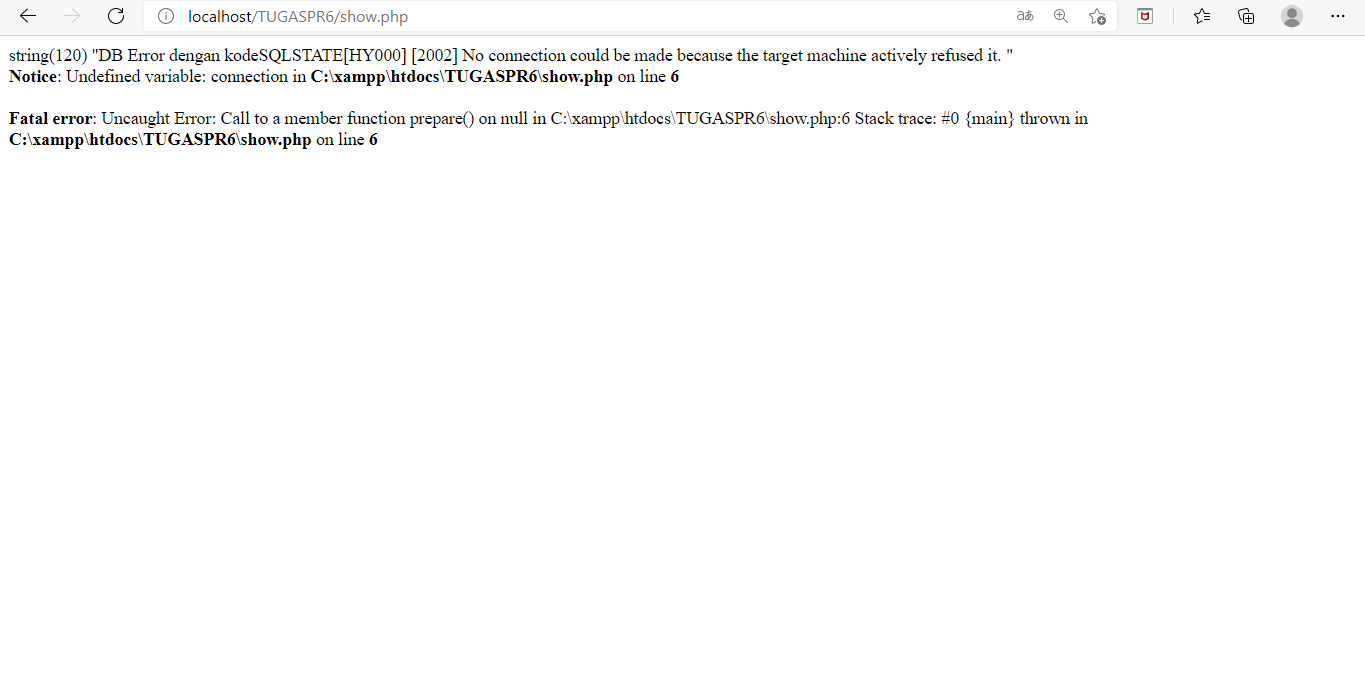 localhost/TUGASPR6/show.php
string(120) "DB Error dengan kodeSQLSTATE[HY000] [2002] No connection could be made because the target machine actively refused it. "
Notice: Undefined variable: connection in C:\xampp\htdocs\TUGASPR6\show.php on line 6
Fatal error: Uncaught Error: Call to a member function prepare() on null in C:\xampp\htdocs\TUGASPR6\show.php:6 Stack trace: #0 {main} thrown in
C:\xampp\htdocs\TUGASPR6\show.php on line 6